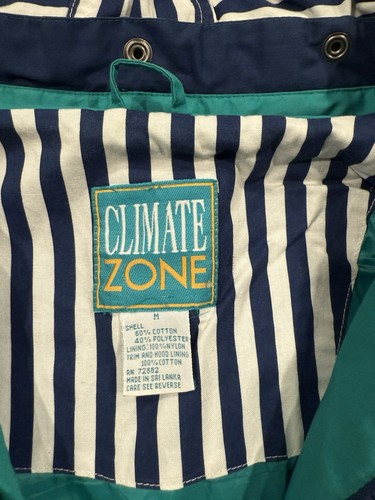 CLIMATE
ZONE
M
SHELL
60% COTTON
40% POLYESTER
LINING: 100% NYLON
TRIM AND HOOD LINING
100% COTTON
RN 72882
MADE IN SRI LANKA
CARE SEE REVERSE